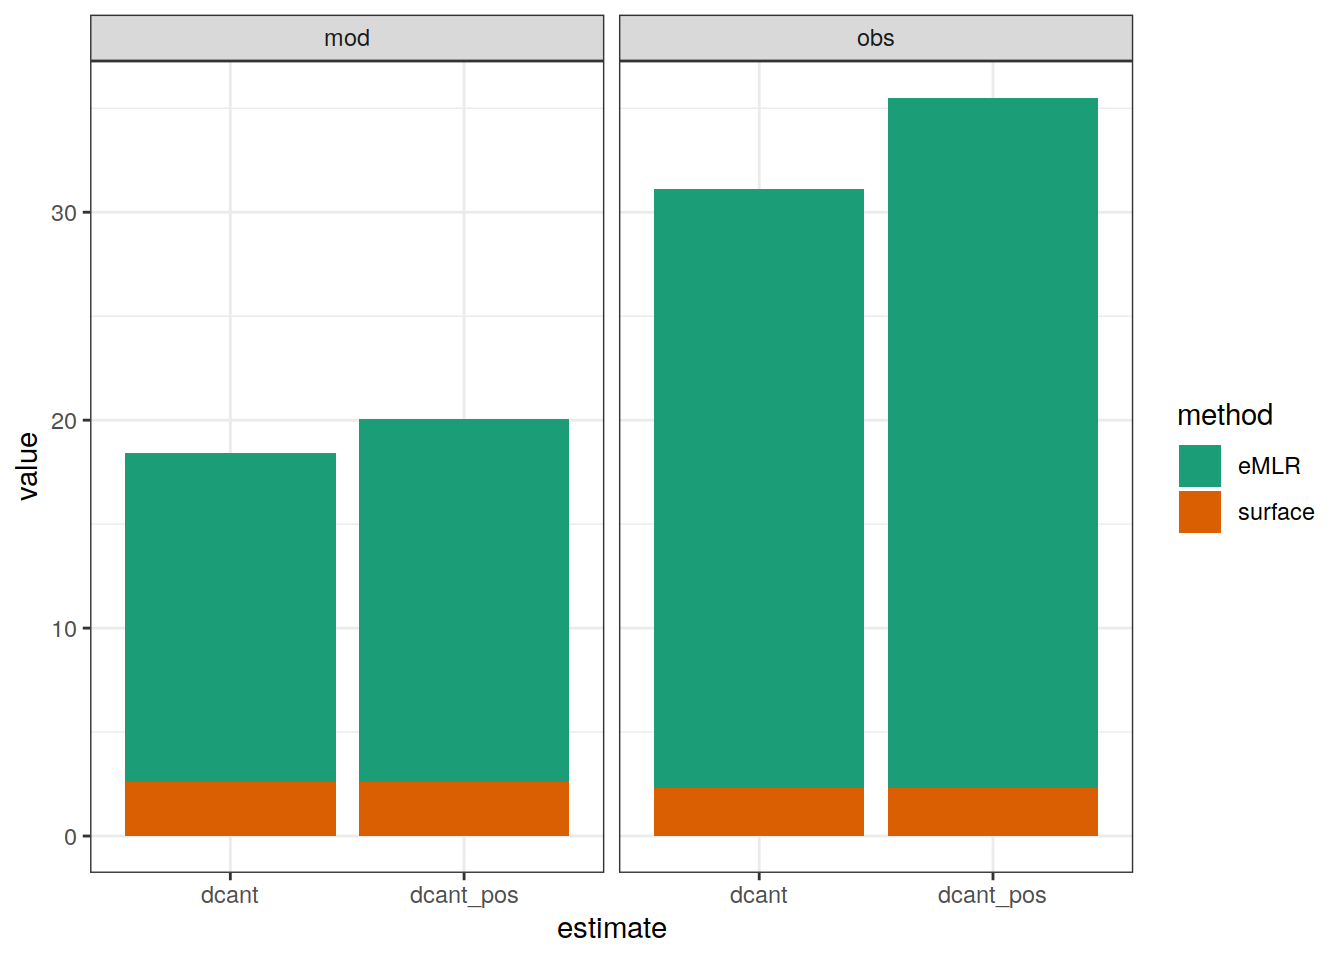 mod
obs
value
30
20
10
0
dcant
dcant_pos
dcant
dcant_pos
estimate
method
eMLR
surface